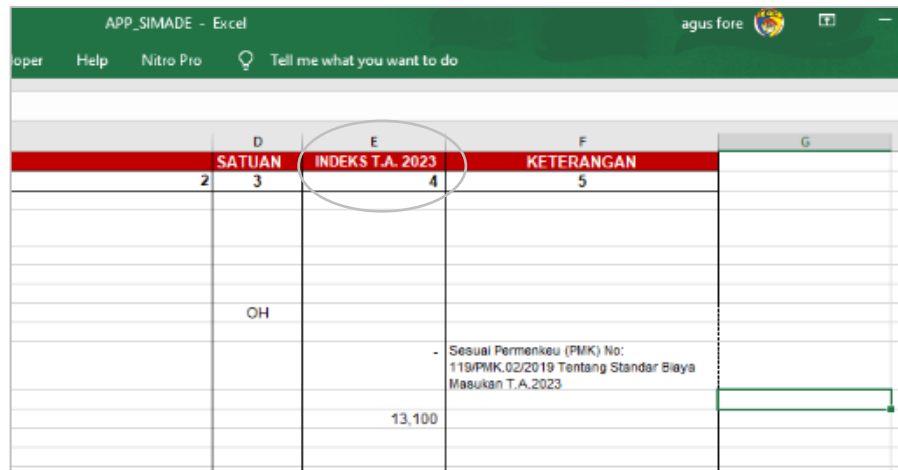 APP_SIMADE - Excel
agus fore
loper Help Nitro Pro Tell me what you want to do
D E F G
SATUAN INDEKS T.A. 2023 KETERANGAN
2 3 4 5
OH
- Sesuai Permenkeu (PMK) No:
119/PMK.02/2019 Tentang Standar Biaya
Masukan T.A.2023
13,100